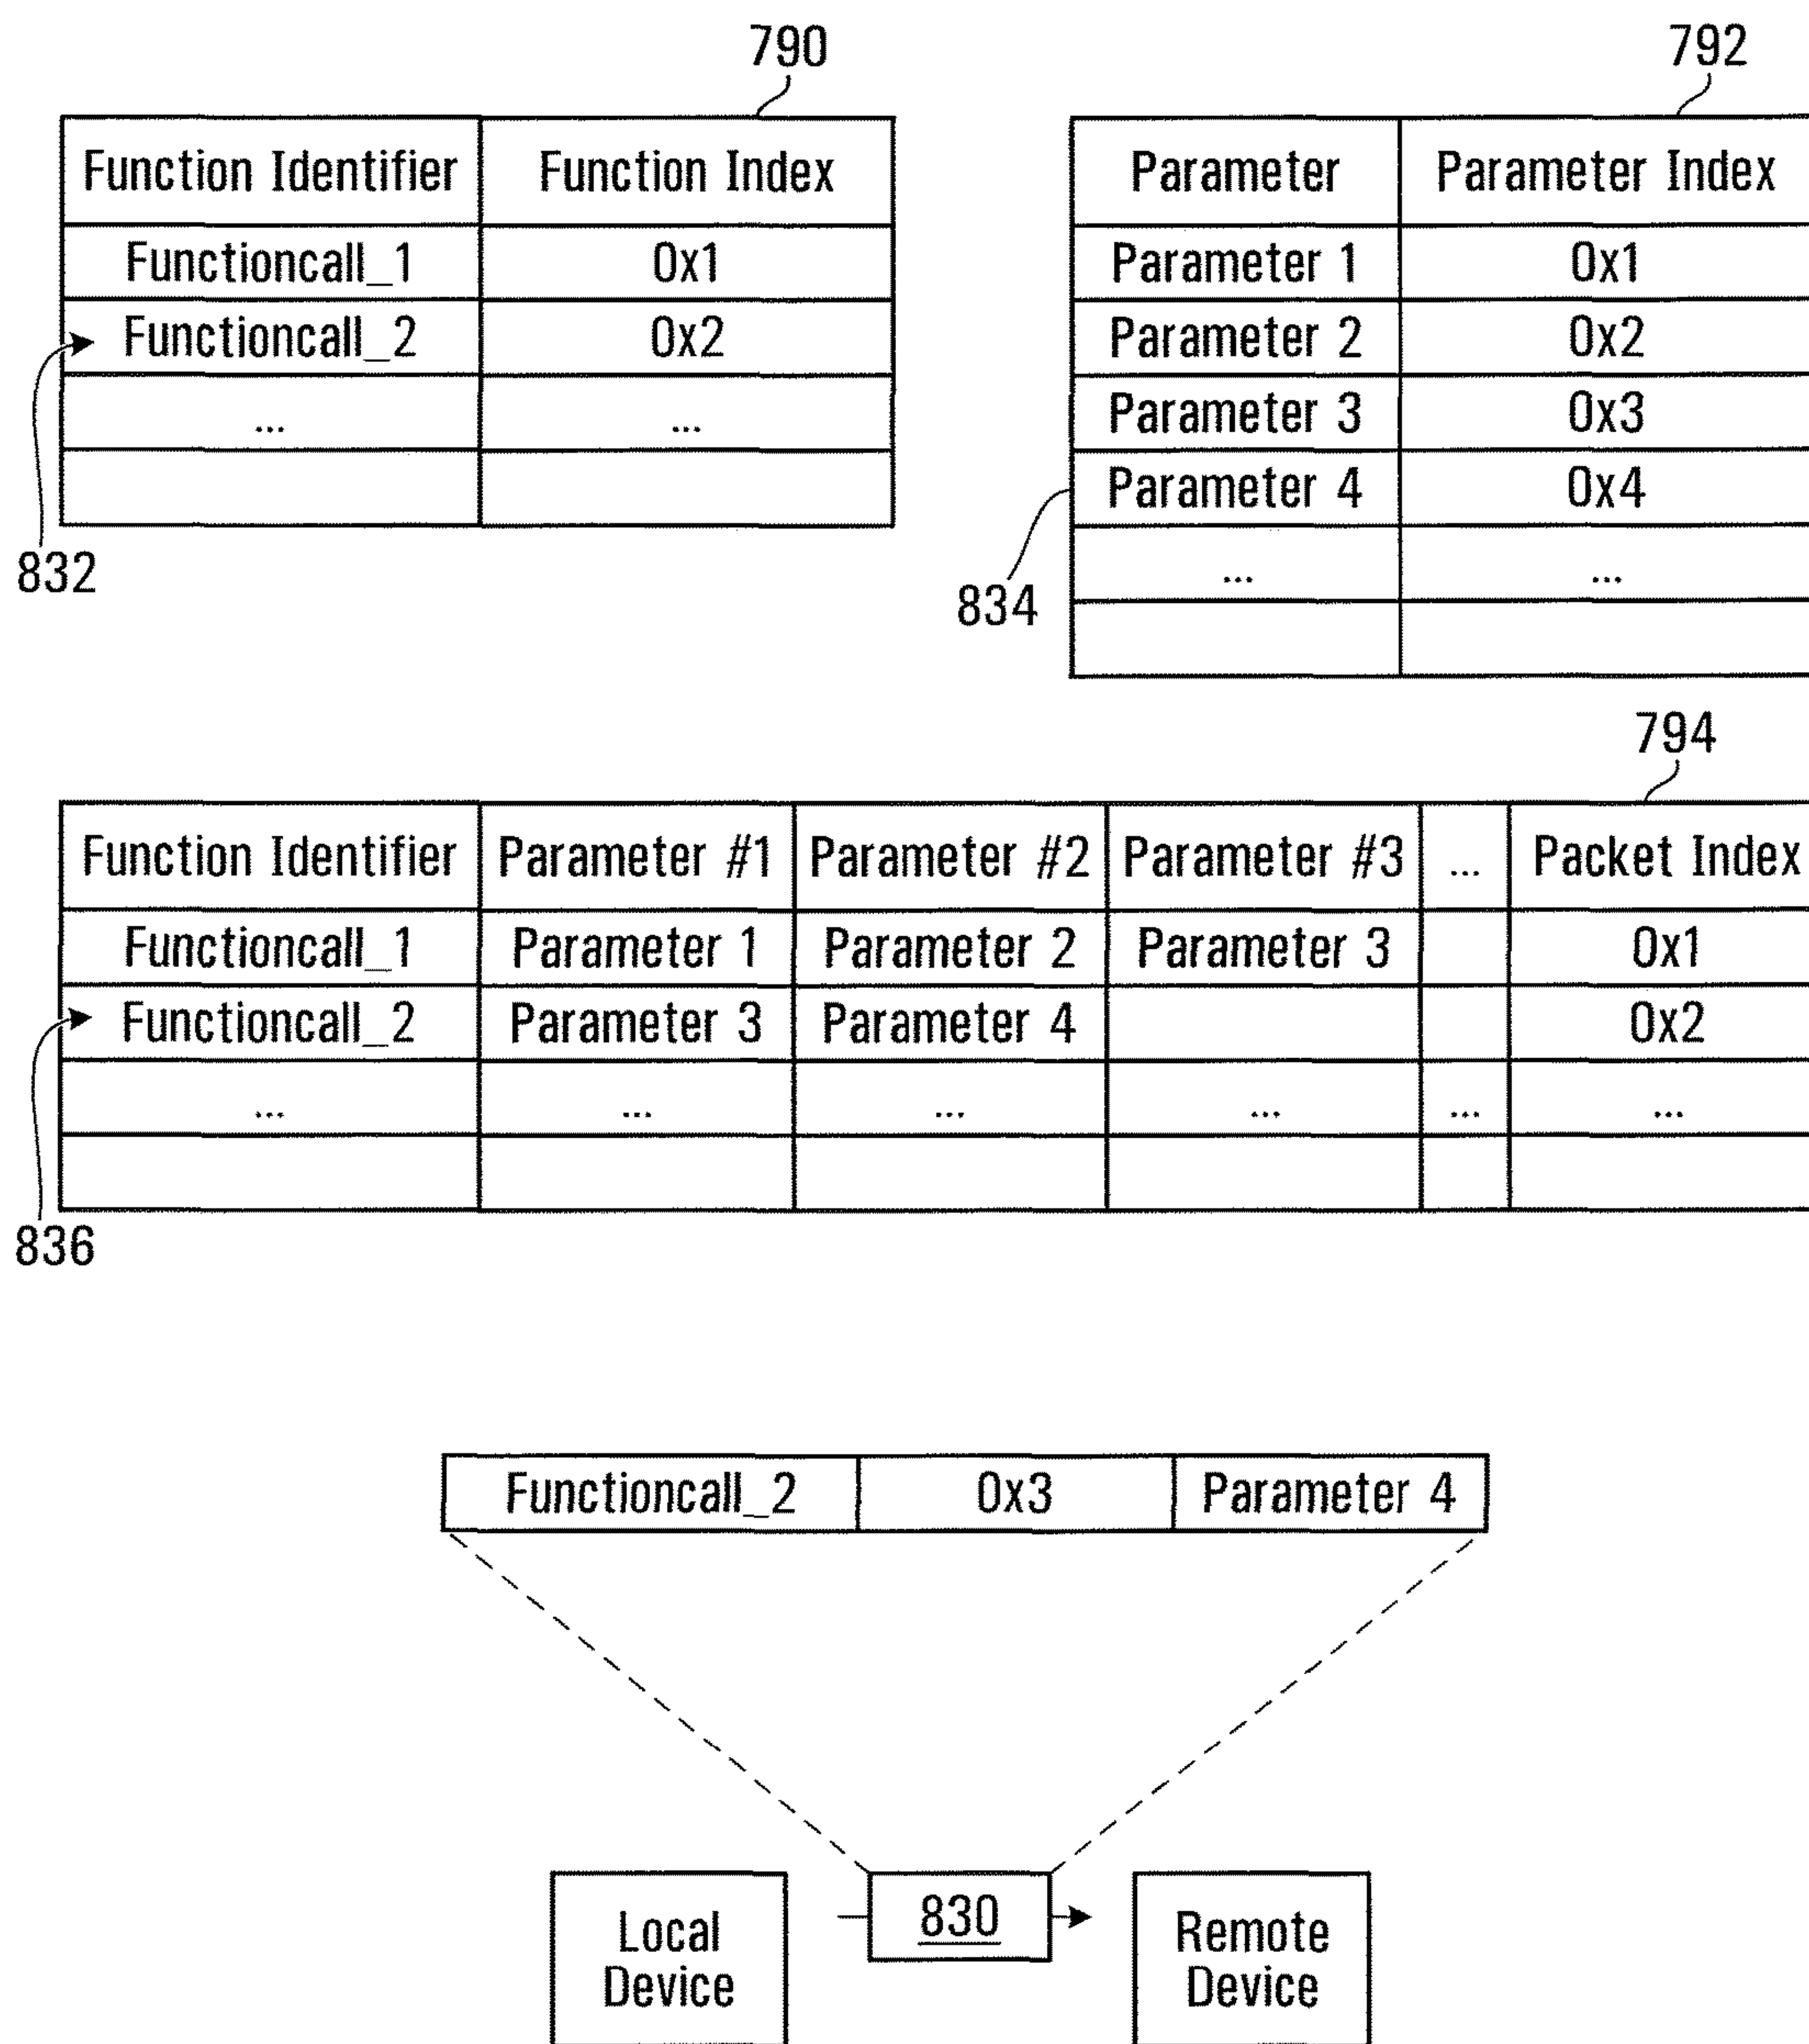 790
792
Function Identifier Function Index
Functioncall_1 0x1
Functioncall_2 0x2
... ...
832
Parameter Parameter Index
Parameter 1 0x1
Parameter 2 0x2
Parameter 3 0x3
Parameter 4 0x4
... ...
834
794
Function Identifier Parameter #1 Parameter #2 Parameter #3 ... Packet Index
Functioncall_1 Parameter 1 Parameter 2 Parameter 3 0x1
Functioncall_2 Parameter 3 Parameter 4 0x2
... ... ... ... ... ...
836
Functioncall_2 0x3 Parameter 4
Local
Device
830
Remote
Device